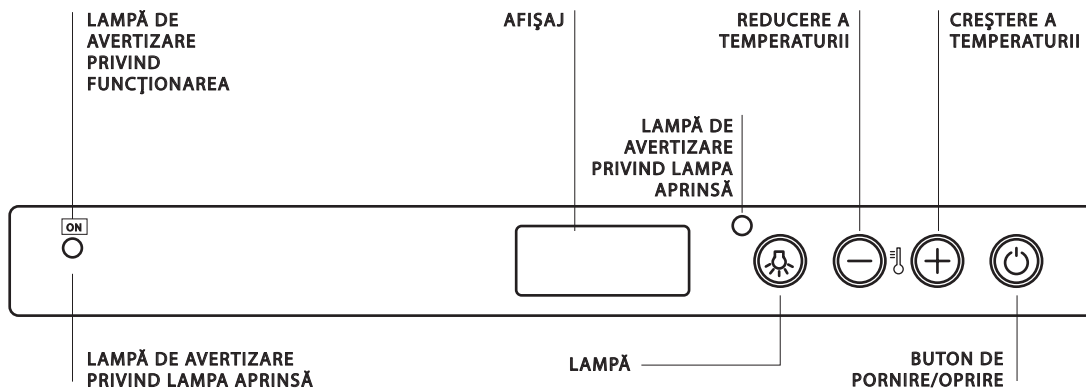 LAMPĂ DE
AVERTIZARE
PRIVIND
FUNCŢIONAREA
AFIŞAJ
REDUCERE A
TEMPERATURII
CREŞTERE A
TEMPERATURII
LAMPĂ DE
AVERTIZARE
PRIVIND LAMPA
APRINSĂ
ON
LAMPĂ DE AVERTIZARE
PRIVIND LAMPA APRINSĂ
LAMPĂ
BUTON DE
PORNIRE/OPRIRE